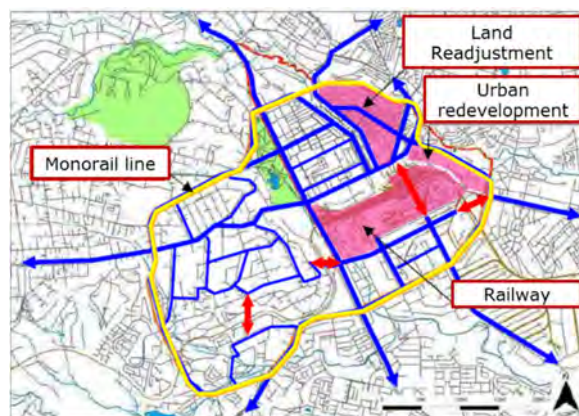 Land
Readjustment
Urban
redevelopment
Monorail line
Railway